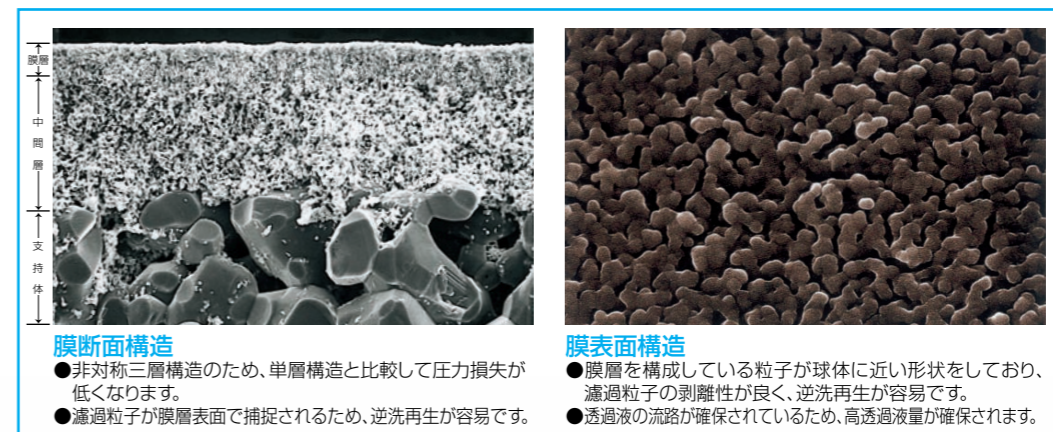 膜層
中間層
支持体
膜断面構造
●非対称三層構造のため、単層構造と比較して圧力損失が
低くなります。
●濾過粒子が膜層表面で捕捉されるため、逆洗再生が容易です。
膜表面構造
●膜層を構成している粒子が球体に近い形状をしており、
濾過粒子の剥離性が良く、逆洗再生が容易です。
●透過液の流路が確保されているため、高透過液量が確保されます。